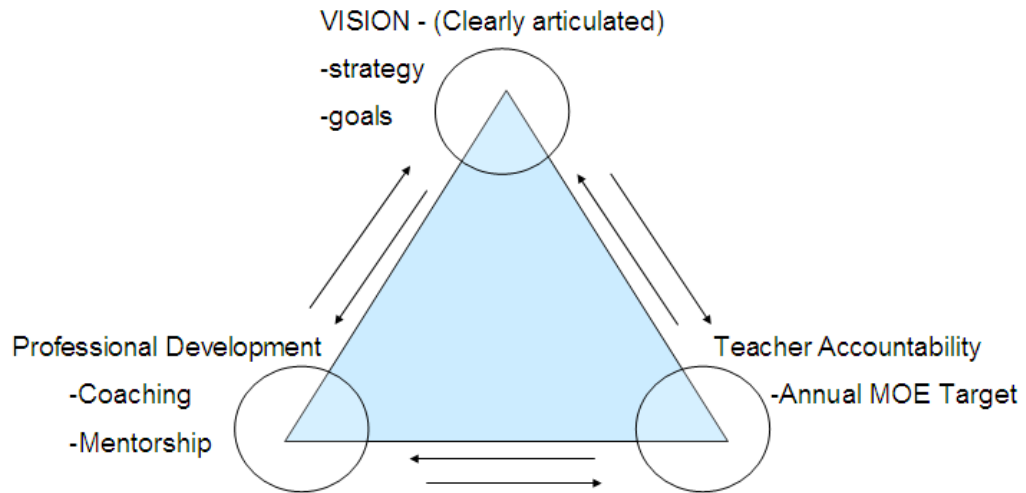 VISION - (Clearly articulated)
-strategy
-goals
Professional Development
-Coaching
-Mentorship
Teacher Accountability
-Annual MOE Target